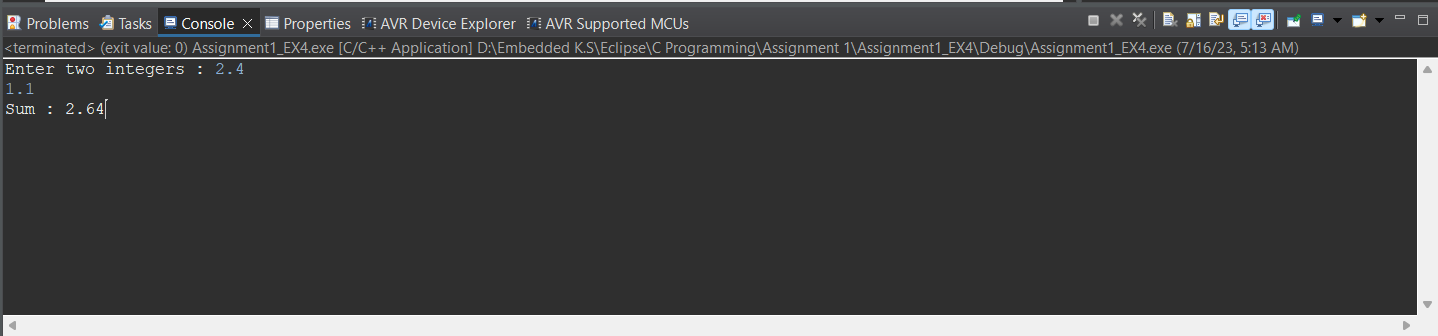 Problems Tasks Console Properties AVR Device Explorer AVR Supported MCUs
<terminated> (exit value: 0) Assignment1_EX4.exe [C/C++ Application] D:\Embedded K.S\Eclipse\C Programming\Assignment 1\Assignment1_EX4\Debug\Assignment1_EX4.exe (7/16/23, 5:13 AM)
Enter two integers : 2.4
1.1
Sum : 2.64